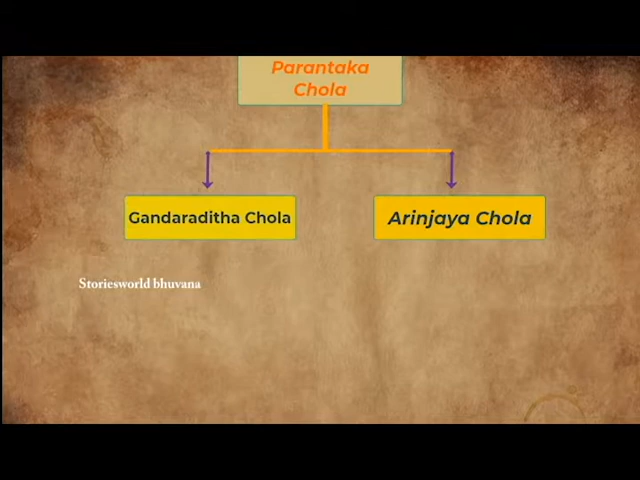 Parantaka
Chola
Gandaraditha Chola
Arinjaya Chola
Storiesworld bhuvana